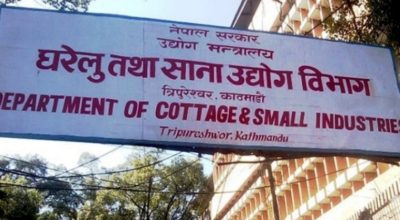 नेपाल सरकार
उद्योग मन्त्रालय
घरेलु तथा साना उद्योग विभाग
त्रिपुरेश्वर, काठमाडौं
DEPARTMENT OF COTTAGE & SMALL INDUSTRIES
Tripureshwor, Kathmandu